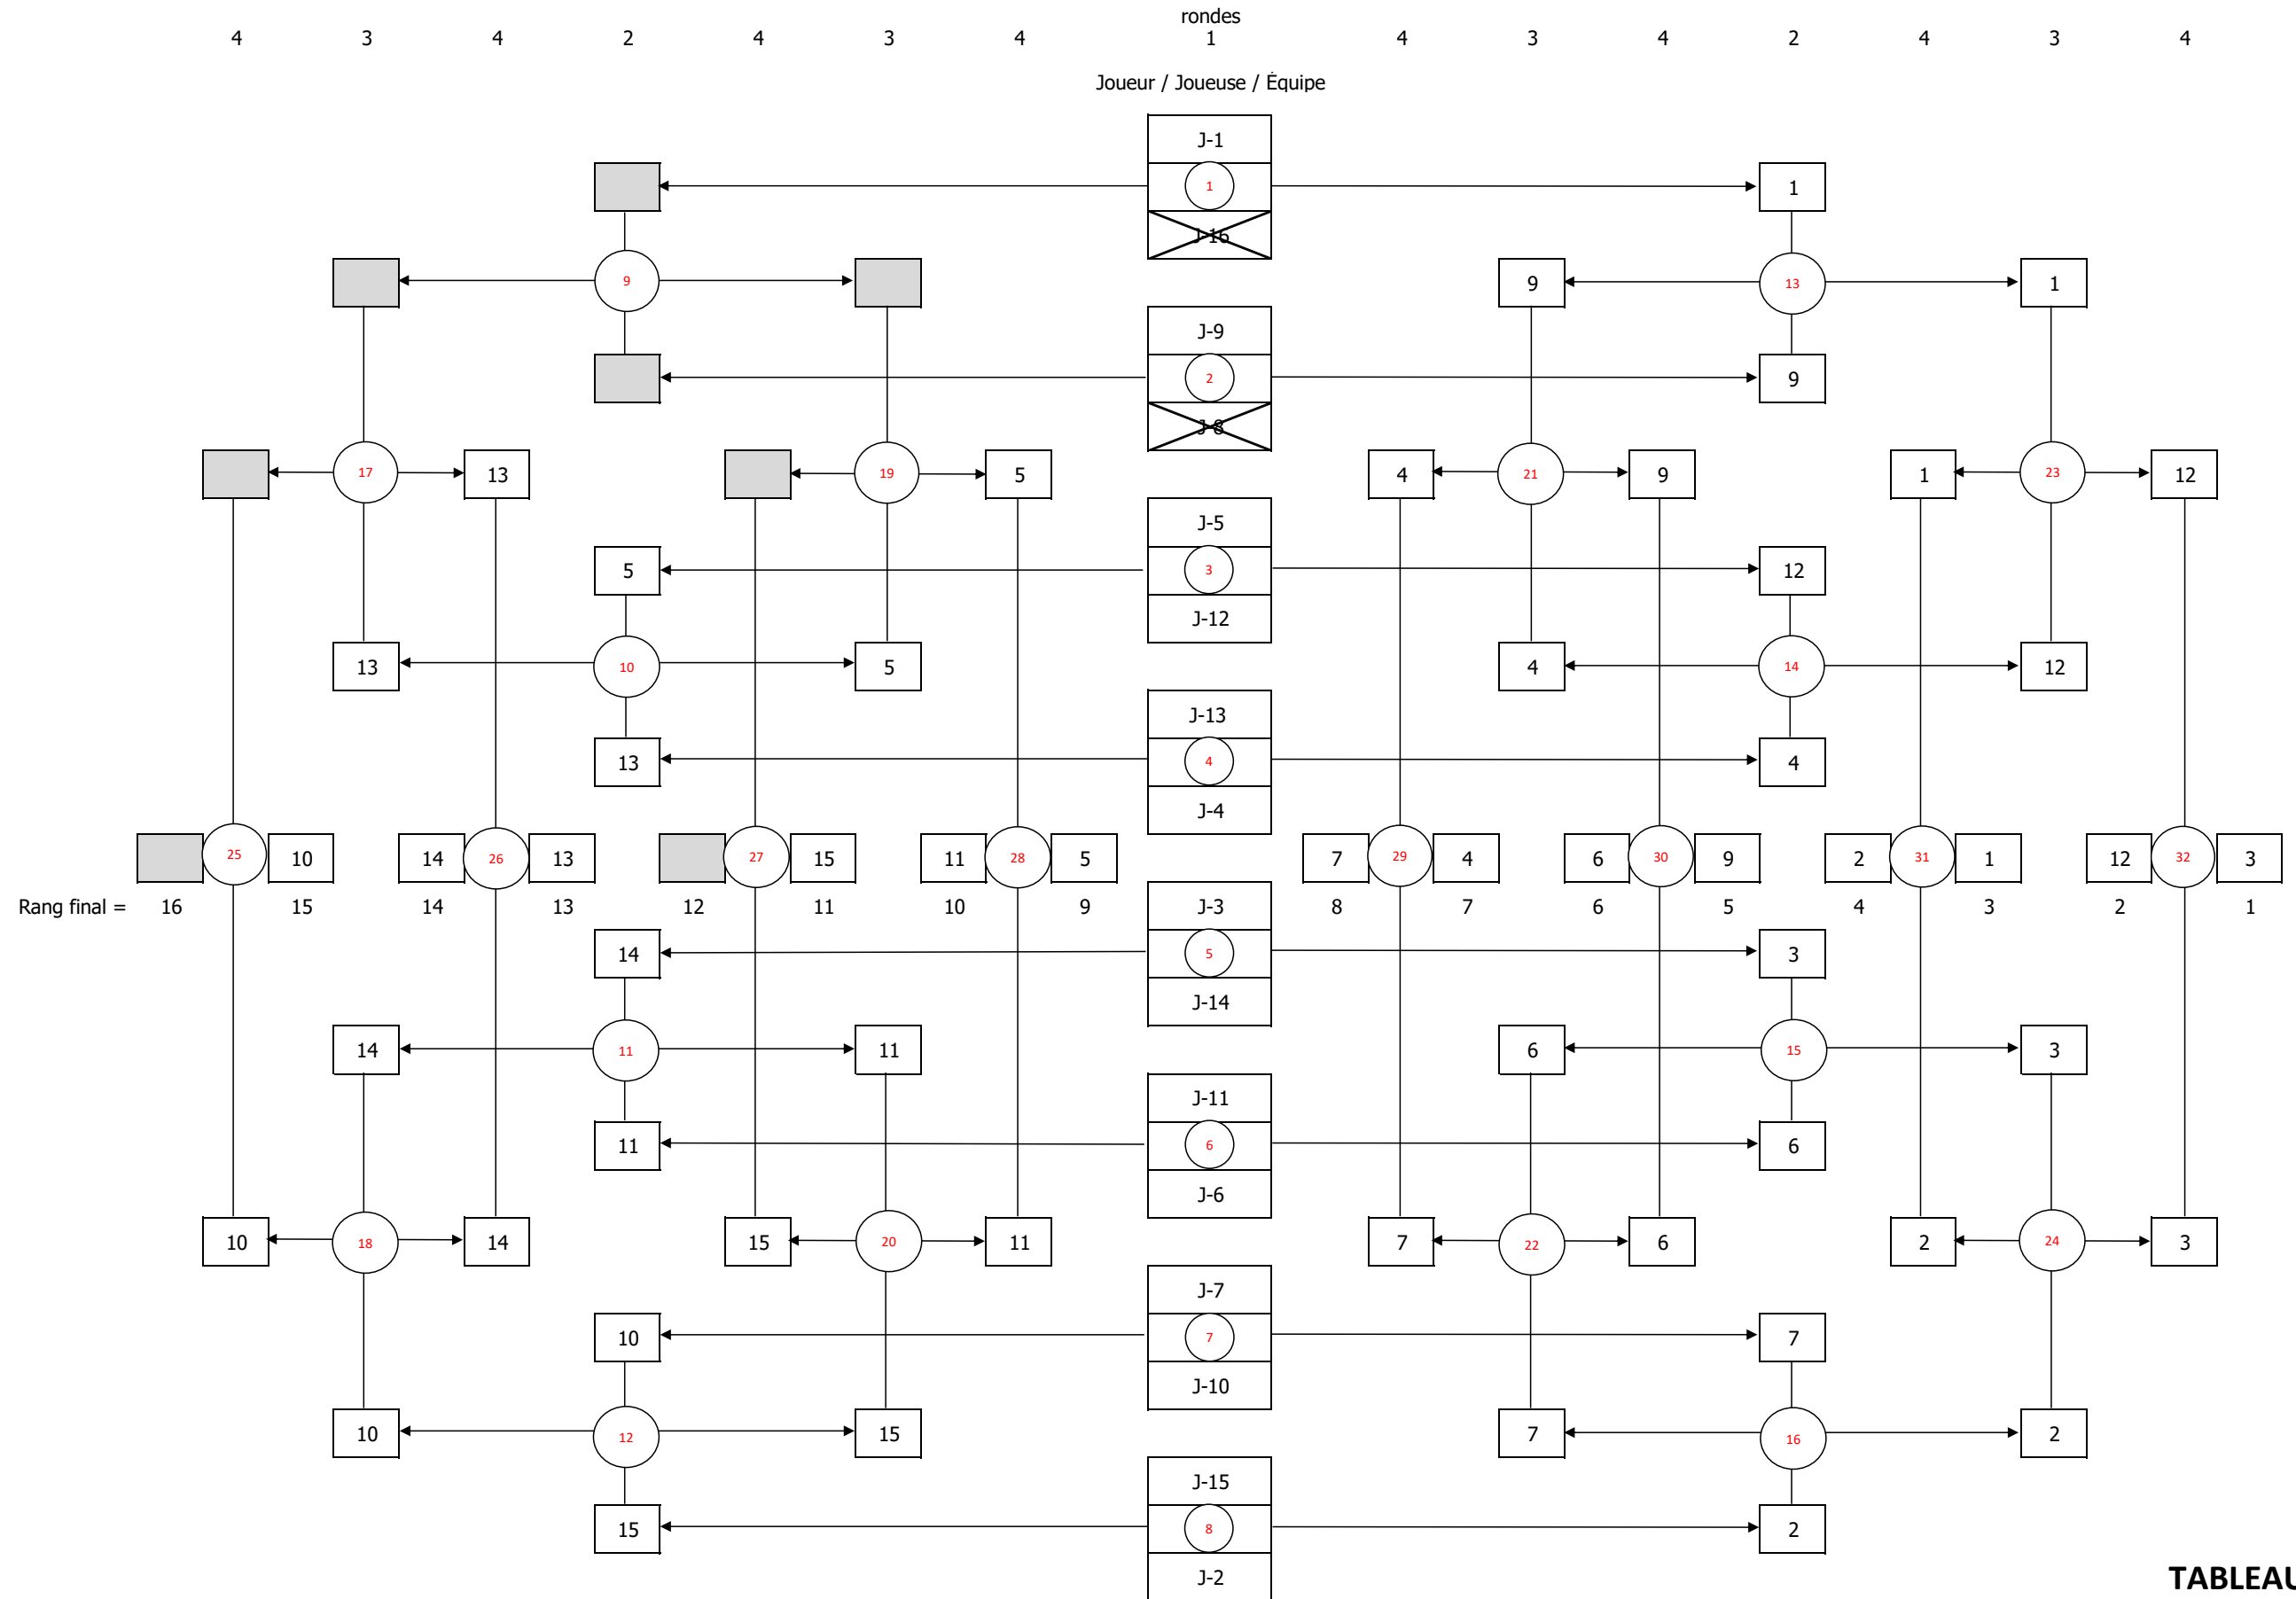 rondes
4 3 4 2 4 3 4 1 4 3 4 2 4 3 4
Joueur / Joueuse / Équipe
J-1
1 1
J-16
9 9 13 1
J-9
2 9
J-8
17 13 19 5 4 21 9 1 23 12
J-5
5 3 12
J-12
13 10 5 4 14 12
J-13
13 4 4
J-4
25 10 14 26 13 27 15 11 28 5 7 29 4 6 30 9 2 31 1 12 32 3
Rang final = 16 15 14 13 12 11 10 9 8 7 6 5 4 3 2 1
J-3
14 5 3
J-14
14 11 11 6 15 3
J-11
11 6 6
J-6
10 18 14 15 20 11 7 22 6 2 24 3
J-7
10 7 7
J-10
10 12 15 7 16 2
J-15
15 8 2
J-2
TABLEAU